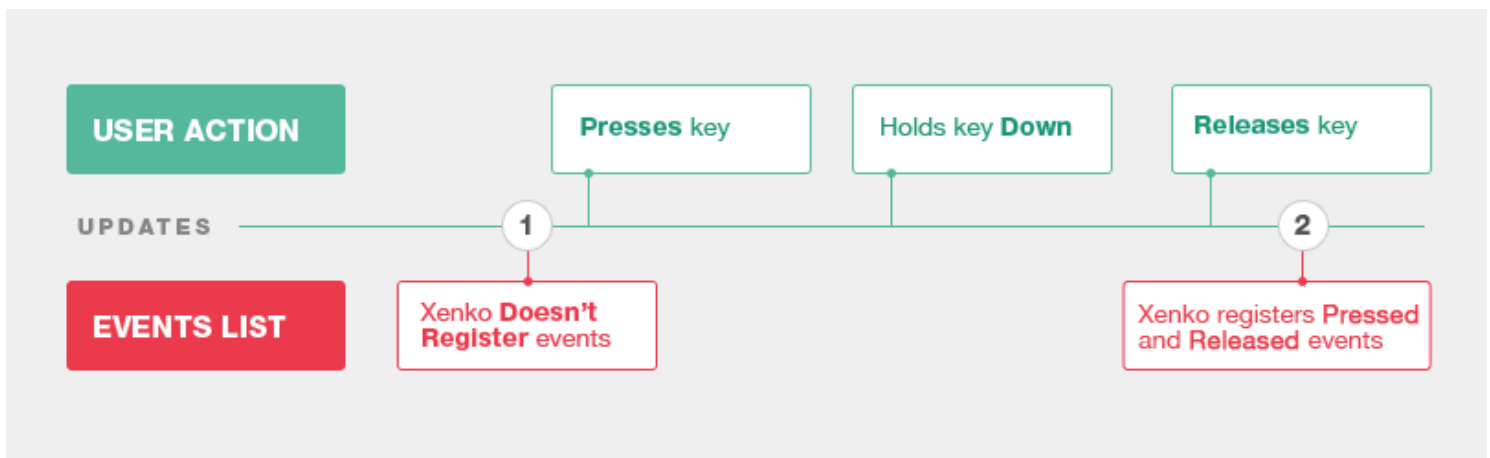 USER ACTION
Presses key
Holds key Down
Releases key
UPDATES
1
2
EVENTS LIST
Xenko Doesn't
Register events
Xenko registers Pressed
and Released events